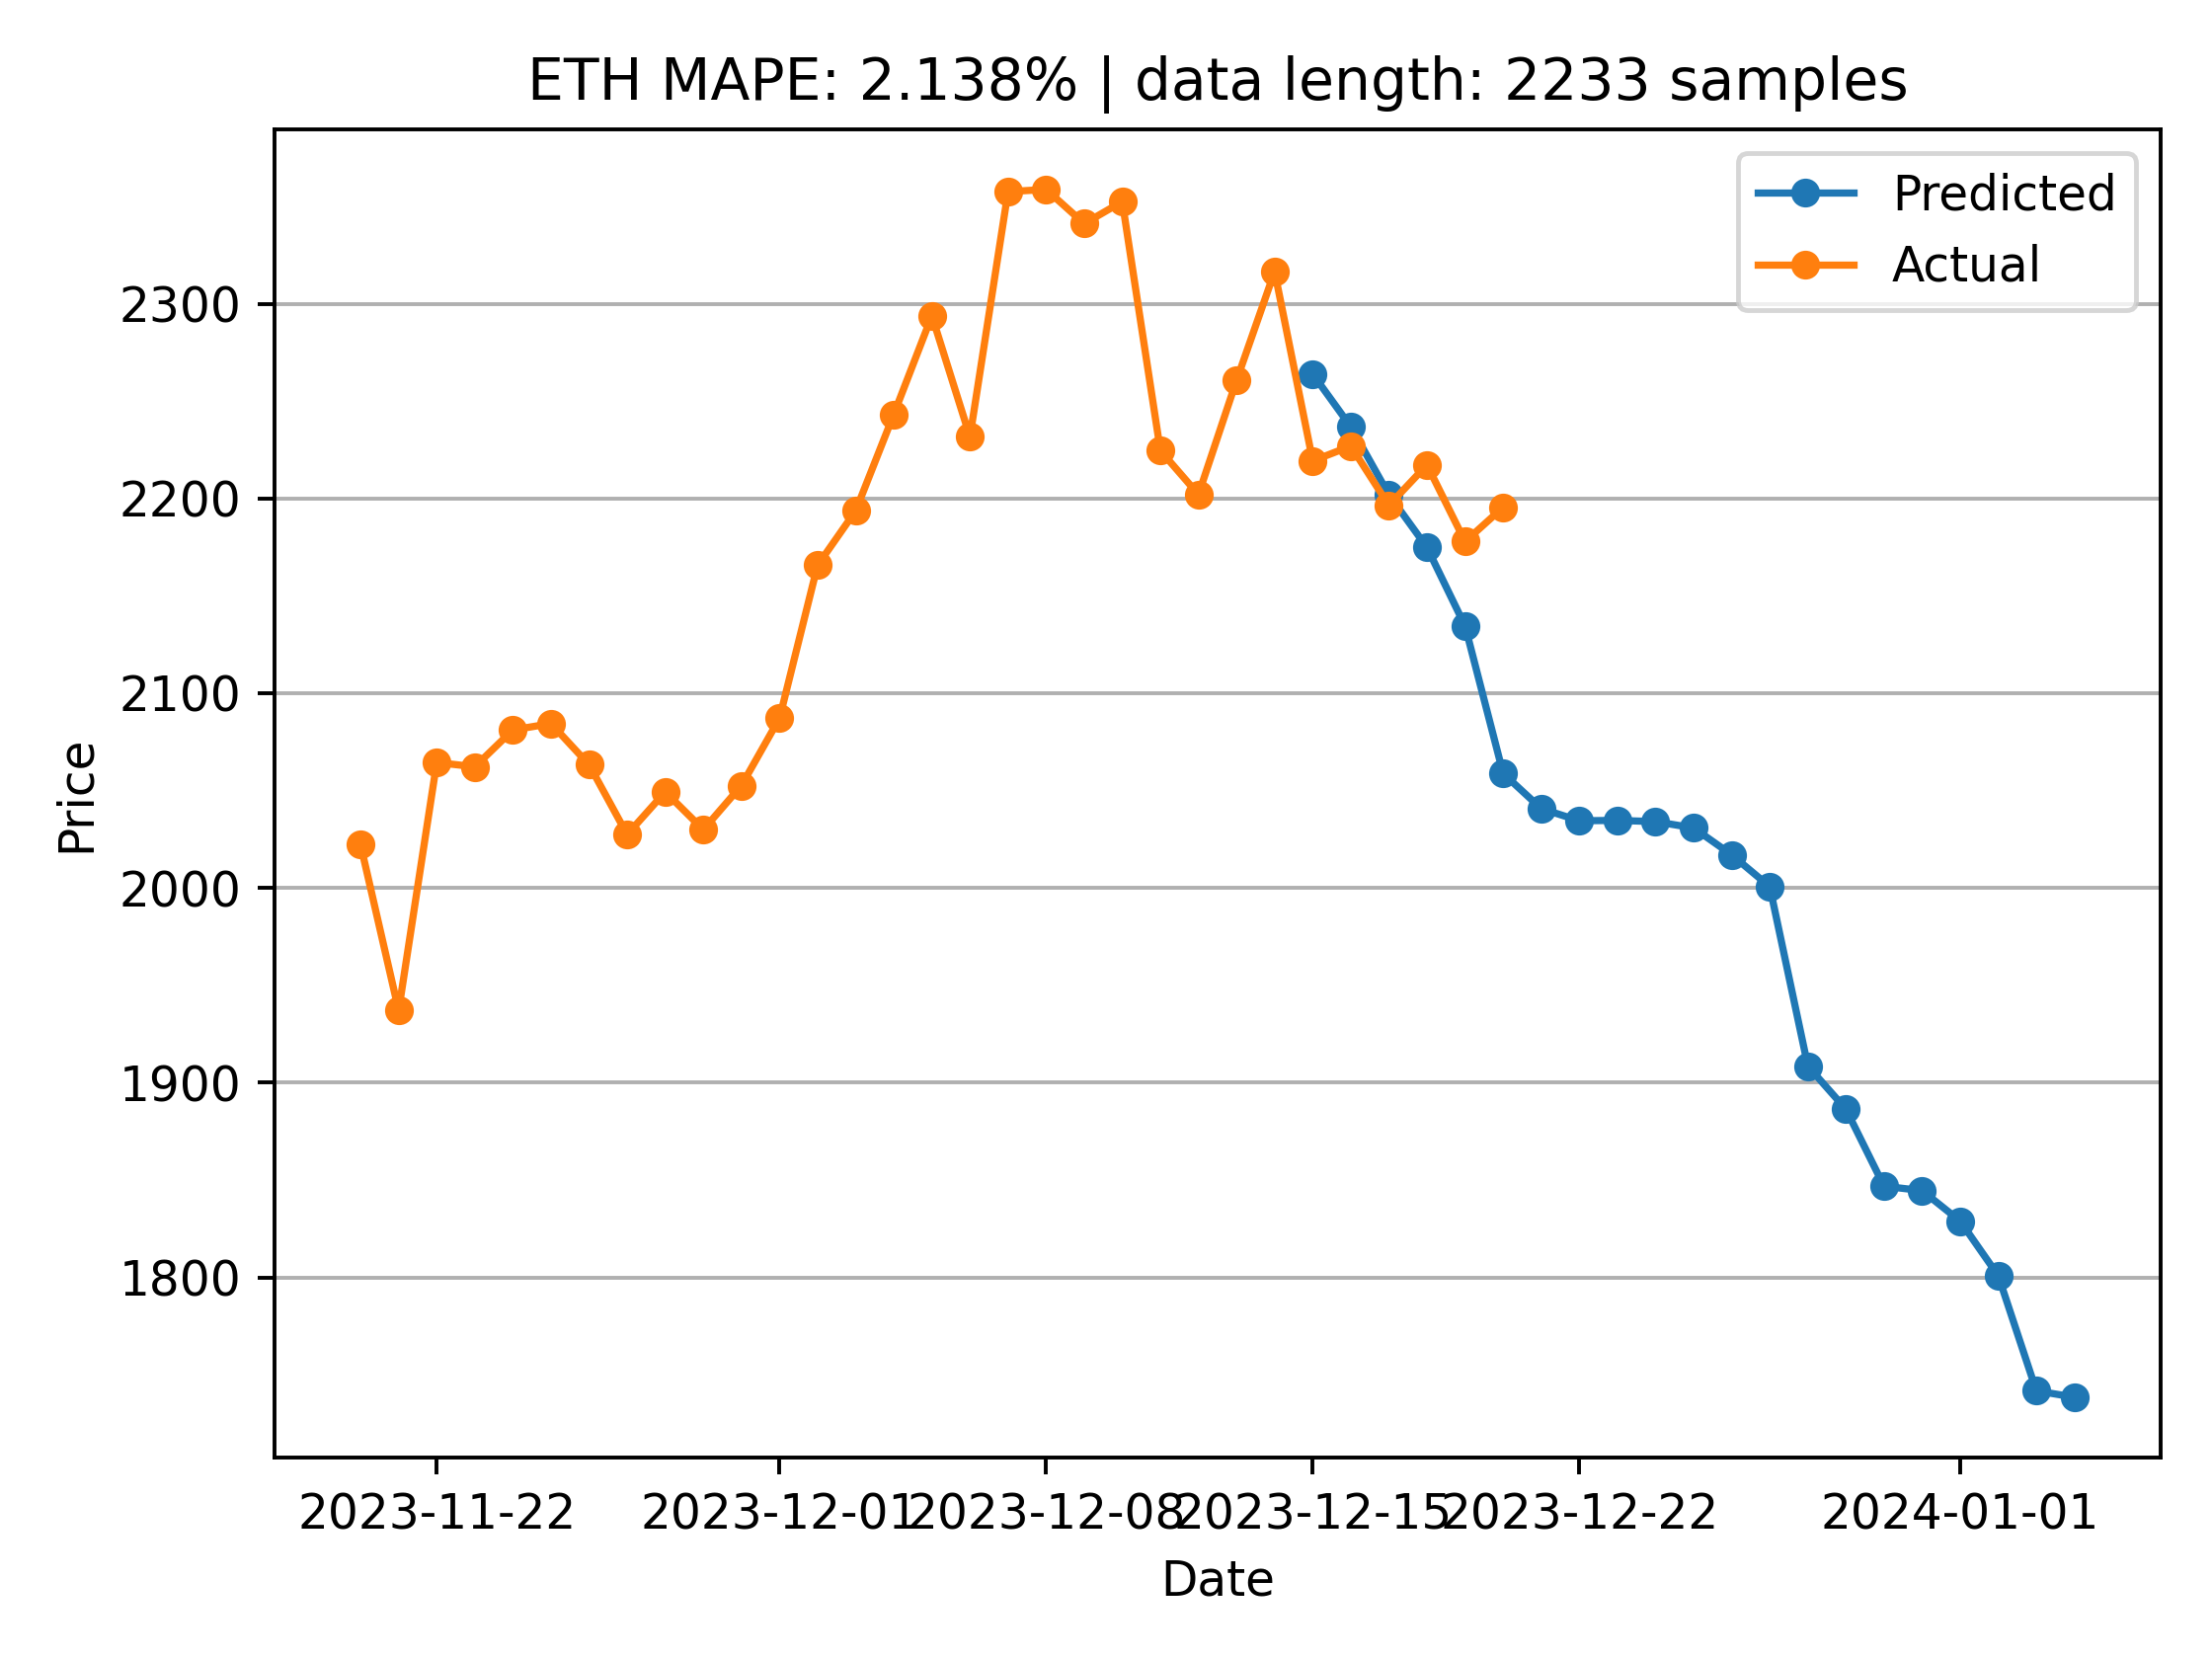 ETH MAPE: 2.138% | data length: 2233 samples
Predicted
Actual
2300
2200
2100
2000
1900
1800
Price
2023-11-22
2023-12-01
2023-12-08
2023-12-15
2023-12-22
2024-01-01
Date